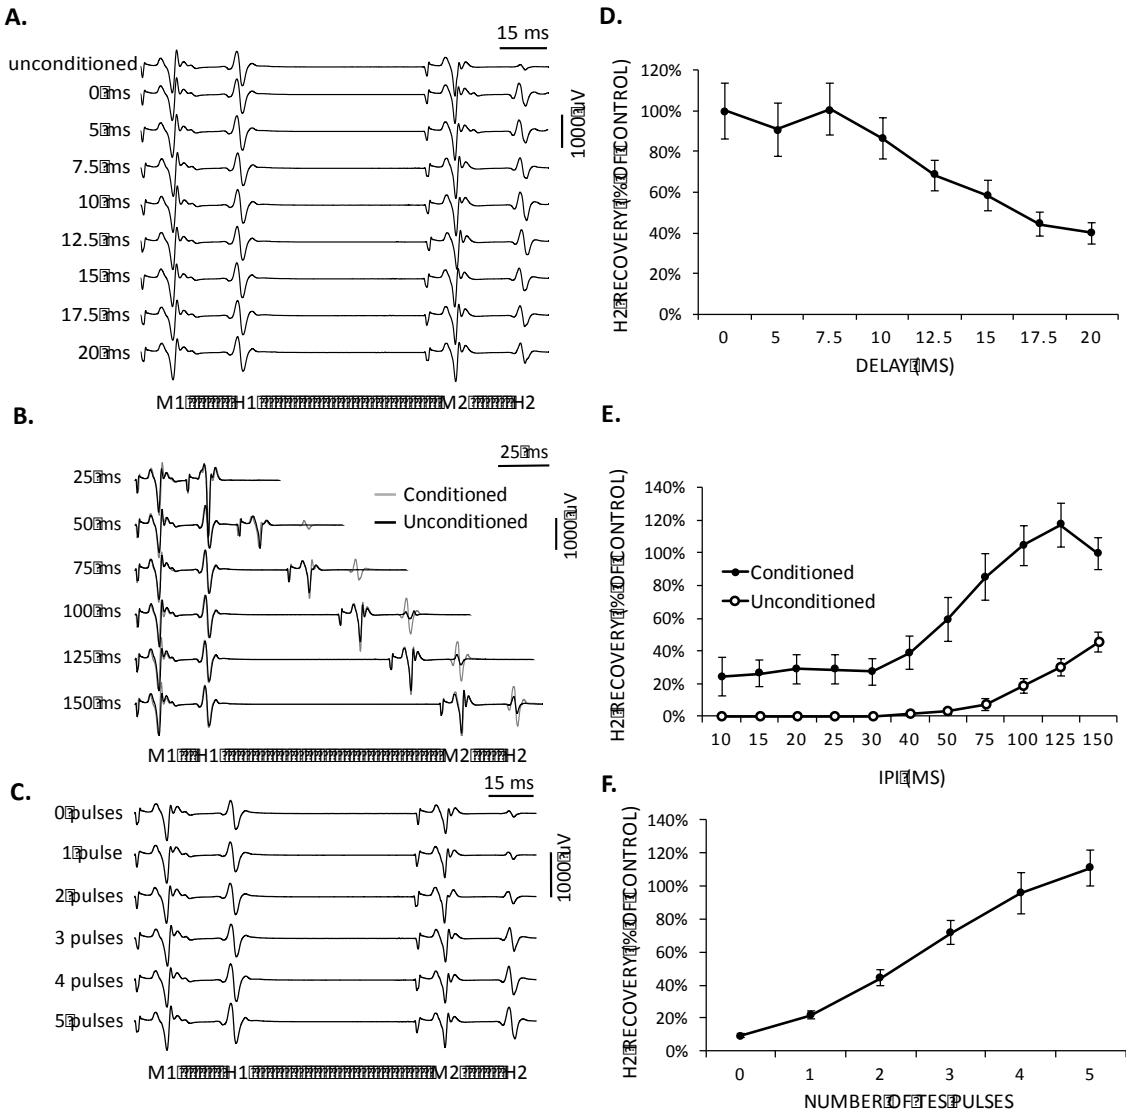 A.
15 ms
unconditioned
0 ms
5 ms
7.5 ms
10 ms
12.5 ms
15 ms
17.5 ms
20 ms
1000 uV
M1 H1 M2 H2
B.
25 ms
25 ms
50 ms
75 ms
100 ms
125 ms
150 ms
Conditioned
Unconditioned
1000 uV
M1 H1 M2 H2
C.
15 ms
0 pulses
1 pulse
2 pulses
3 pulses
4 pulses
5 pulses
1000 uV
M1 H1 M2 H2
D.
H2 RECOVERY (% OF CONTROL)
120%
100%
80%
60%
40%
20%
0%
0 5 7.5 10 12.5 15 17.5 20
DELAY (MS)
E.
H2 RECOVERY (% OF CONTROL)
140%
120%
100%
80%
60%
40%
20%
0%
Conditioned
Unconditioned
10 15 20 25 30 40 50 75 100 125 150
IPI (MS)
F.
H2 RECOVERY (% OF CONTROL)
140%
120%
100%
80%
60%
40%
20%
0%
0 1 2 3 4 5
NUMBER OF TES PULSES